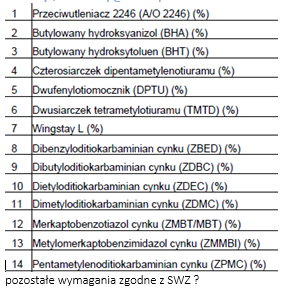 1 Przeciwutleniacz 2246 (A/O 2246) (%)
2 Butylowany hydroksyanizol (BHA) (%)
3 Butylowany hydroksytoluen (BHT) (%)
4 Czterosiarczek dipentametylenotiuramu (%)
5 Dwufenylotiomocznik (DPTU) (%)
6 Dwusiarczek tetrametylotiuramu (TMTD) (%)
7 Wingstay L (%)
8 Dibenzyloditiokarbaminian cynku (ZBED) (%)
9 Dibutyloditiokarbaminian cynku (ZDBC) (%)
10 Dietyloditiokarbaminian cynku (ZDEC) (%)
11 Dimetyloditiokarbaminian cynku (ZDMC) (%)
12 Merkaptobenzotiazol cynku (ZMBT/MBT) (%)
13 Metylomerkaptobenzimidazol cynku (ZMMBI) (%)
14 Pentametylenoditiokarbaminian cynku (ZPMC) (%)
pozostałe wymagania zgodne z SWZ ?